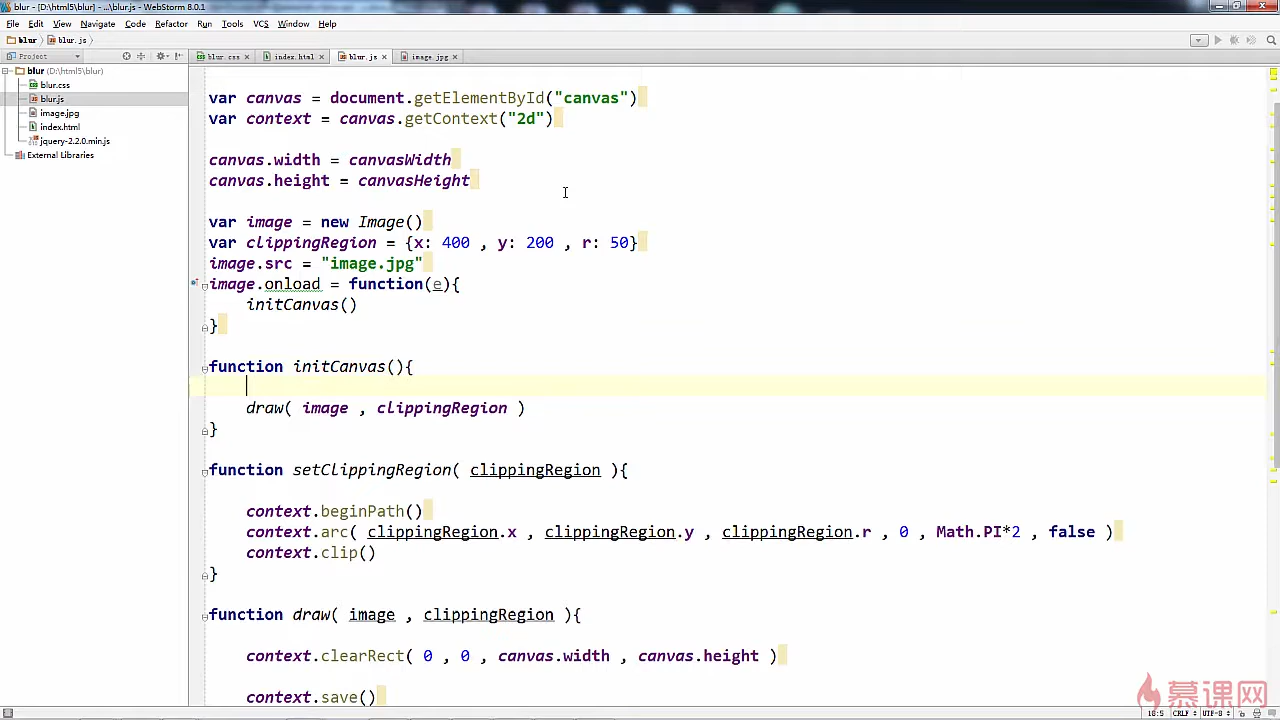 blur - [D:\html5\blur] - ...\blur.js - WebStorm 8.0.1
File Edit View Navigate Code Refactor Run Tools VCS Window Help
blur blur.js
Project blur.css index.html blur.js image.jpg
blur (D:\html5\blur)
blur.css
blur.js
image.jpg
index.html
jquery-2.2.0.min.js
External Libraries
var canvas = document.getElementById("canvas")
var context = canvas.getContext("2d")
canvas.width = canvasWidth
canvas.height = canvasHeight
var image = new Image()
var clippingRegion = {x: 400 , y: 200 , r: 50}
image.src = "image.jpg"
image.onload = function(e){
initCanvas()
}
function initCanvas(){
draw( image , clippingRegion )
}
function setClippingRegion( clippingRegion ){
context.beginPath()
context.arc( clippingRegion.x , clippingRegion.y , clippingRegion.r , 0 , Math.PI*2 , false )
context.clip()
}
function draw( image , clippingRegion ){
context.clearRect( 0 , 0 , canvas.width , canvas.height )
context.save()
慕课网
18:5 CRLF UTF-8